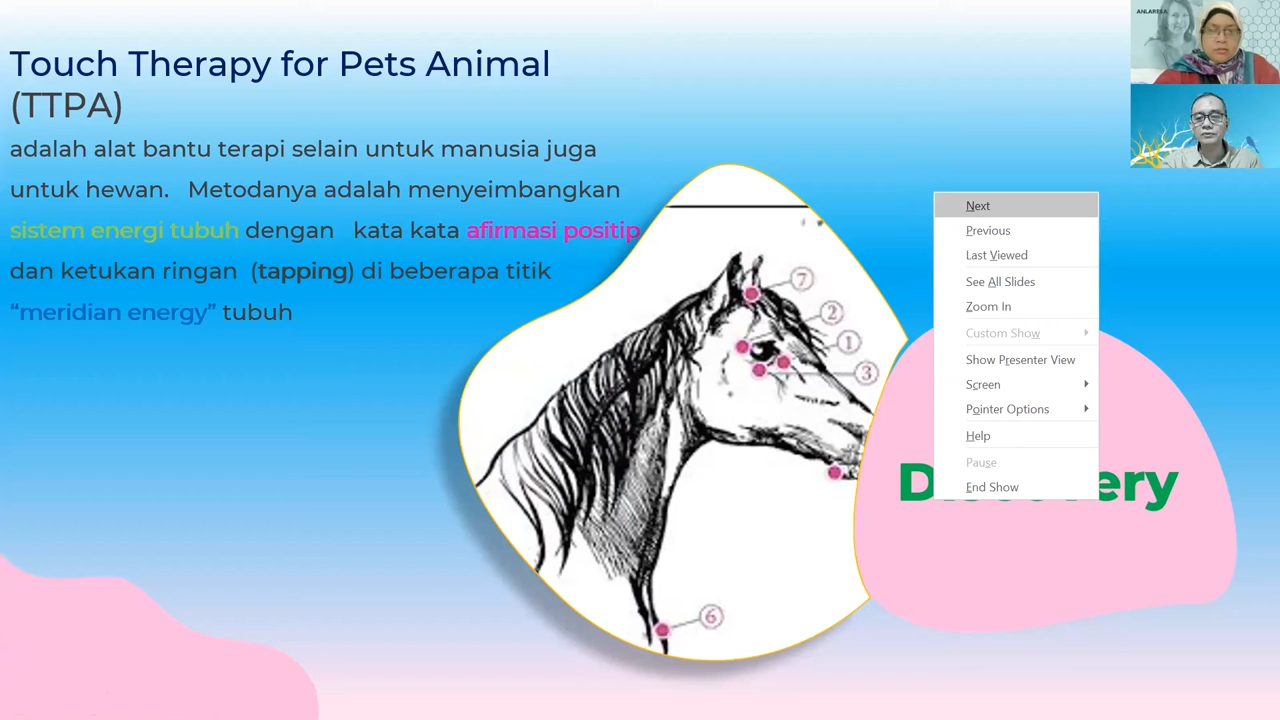 Touch Therapy for Pets Animal
(TTPA)
adalah alat bantu terapi selain untuk manusia juga
untuk hewan. Metodanya adalah menyeimbangkan
sistem energi tubuh dengan kata kata afirmasi positip
dan ketukan ringan (tapping) di beberapa titik
“meridian energy” tubuh
7
2
1
3
6
Next
Previous
Last Viewed
See All Slides
Zoom In
Custom Show
Show Presenter View
Screen
Pointer Options
Help
Pause
End Show